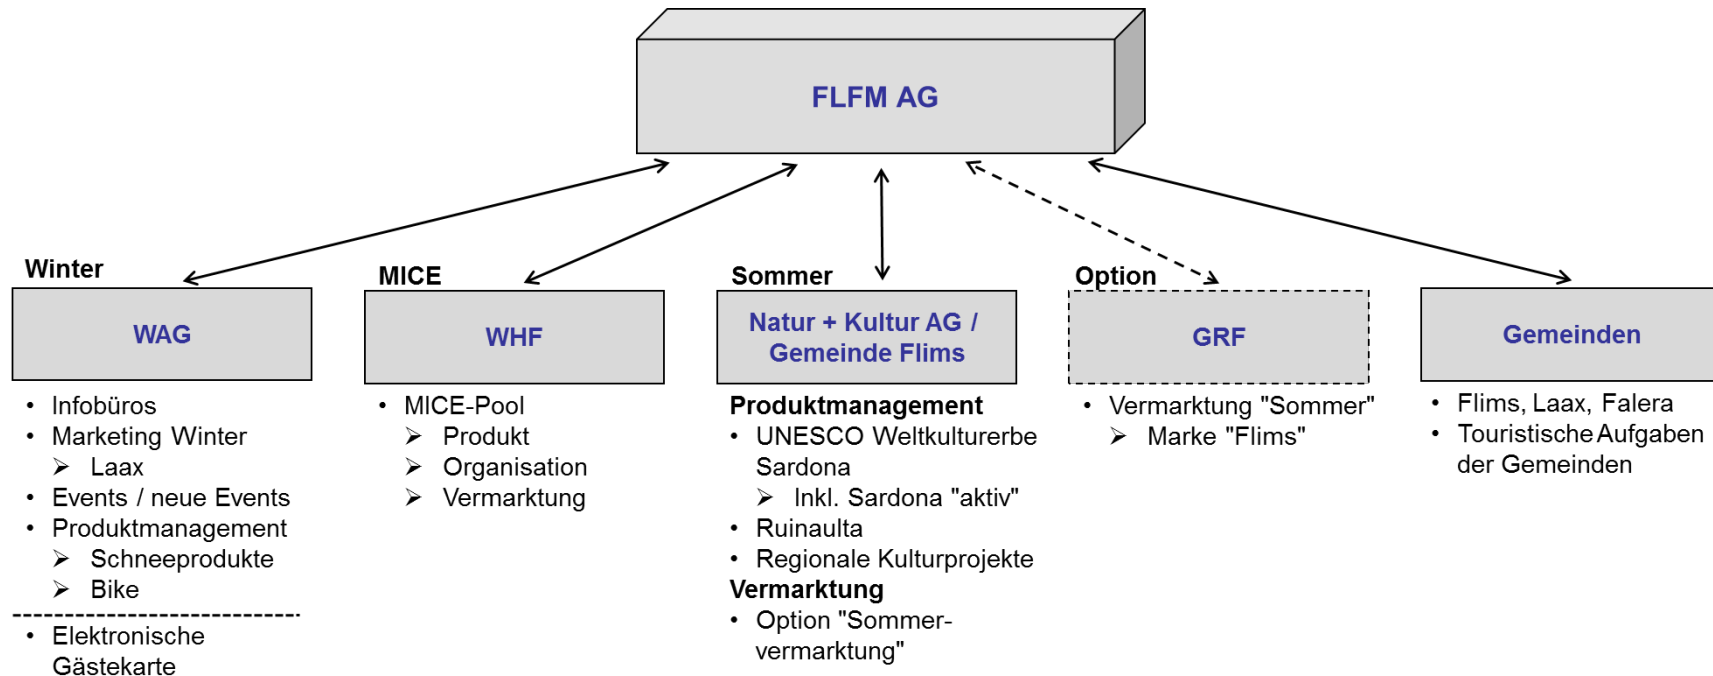 FLFM AG
Winter
WAG
• Infobüros
• Marketing Winter
➢ Laax
• Events / neue Events
• Produktmanagement
➢ Schneeprodukte
➢ Bike
• Elektronische
Gästekarte
MICE
WHF
• MICE-Pool
➢ Produkt
➢ Organisation
➢ Vermarktung
Sommer
Natur + Kultur AG /
Gemeinde Flims
Produktmanagement
• UNESCO Weltkulturerbe
Sardona
➢ Inkl. Sardona "aktiv"
• Ruinaulta
• Regionale Kulturprojekte
Vermarktung
• Option "Sommer-
vermarktung"
Option
GRF
• Vermarktung "Sommer"
➢ Marke "Flims"
Gemeinden
• Flims, Laax, Falera
• Touristische Aufgaben
der Gemeinden